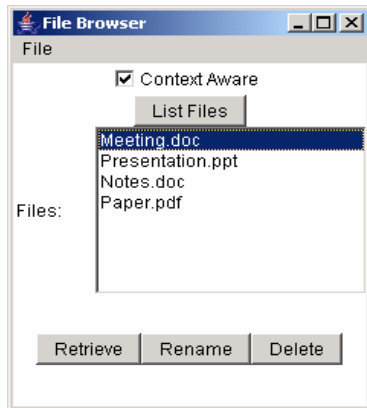 File Browser
File
Context Aware
List Files
Meeting.doc
Presentation.ppt
Notes.doc
Paper.pdf
Files:
Retrieve Rename Delete